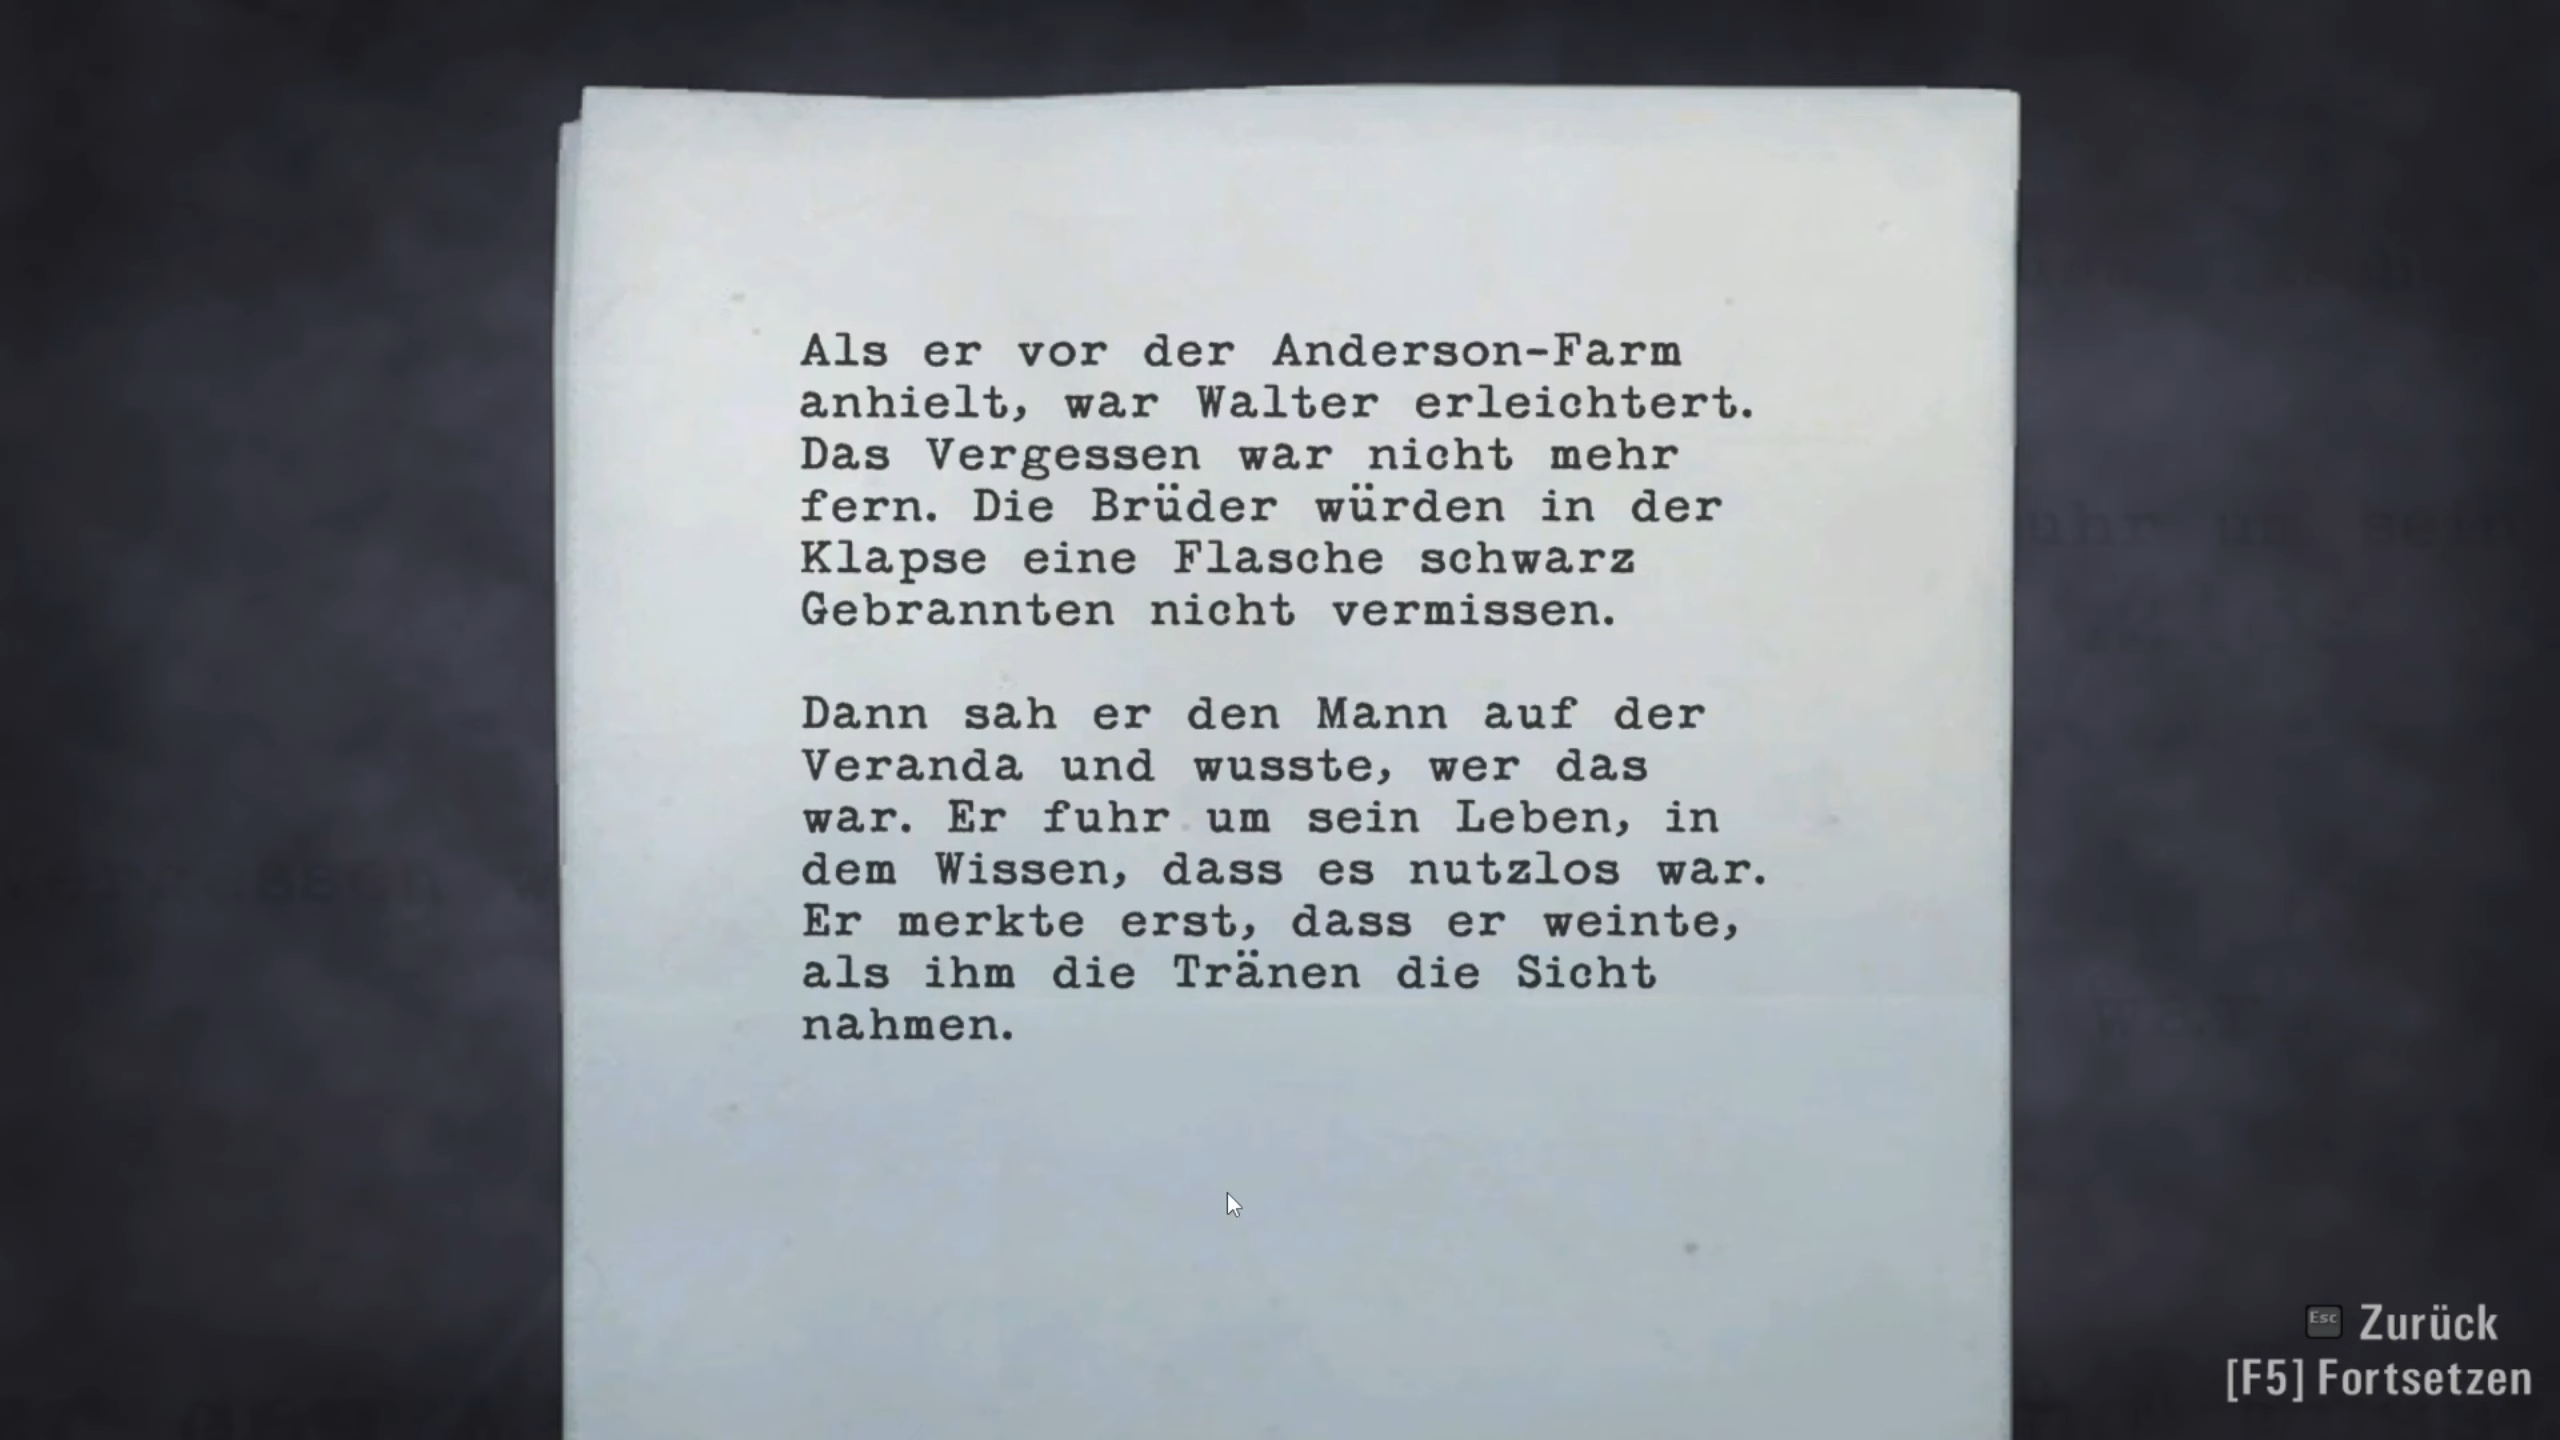 Als er vor der Anderson-Farm
anhielt, war Walter erleichtert.
Das Vergessen war nicht mehr
fern. Die Brüder würden in der
Klapse eine Flasche schwarz
Gebrannten nicht vermissen.
Dann sah er den Mann auf der
Veranda und wusste, wer das
war. Er fuhr um sein Leben, in
dem Wissen, dass es nutzlos war.
Er merkte erst, dass er weinte,
als ihm die Tränen die Sicht
nahmen.
Esc Zurück
[F5] Fortsetzen